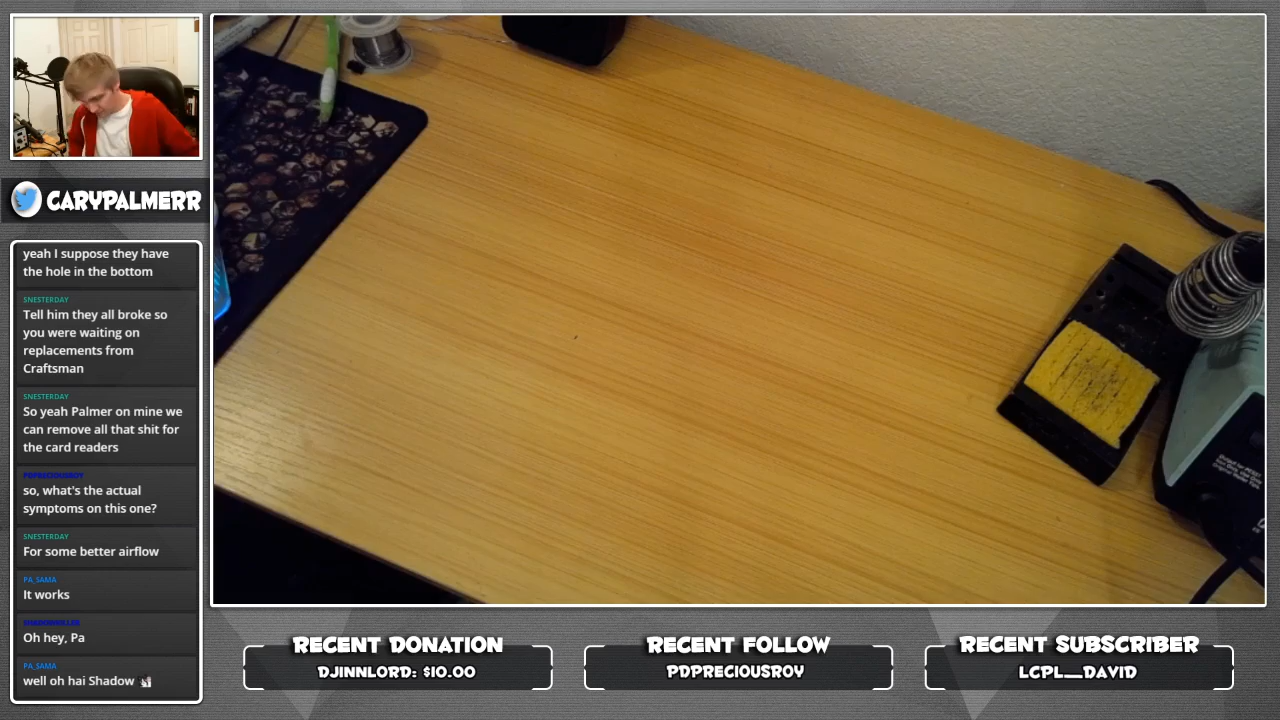 CARYPALMERR
yeah I suppose they have
the hole in the bottom
SNESTERDAY
Tell him they all broke so
you were waiting on
replacements from
Craftsman
SNESTERDAY
So yeah Palmer on mine we
can remove all that shit for
the card readers
PDPRECIOUSROY
so, what's the actual
symptoms on this one?
SNESTERDAY
For some better airflow
PA_SAMA
It works
Oh hey, Pa
PA_SAMA
well oh hai Shadow
RECENT DONATION
DJINNLORD: $10.00
RECENT FOLLOW
PDPRECIOUSROY
RECENT SUBSCRIBER
LCPL__DAVID